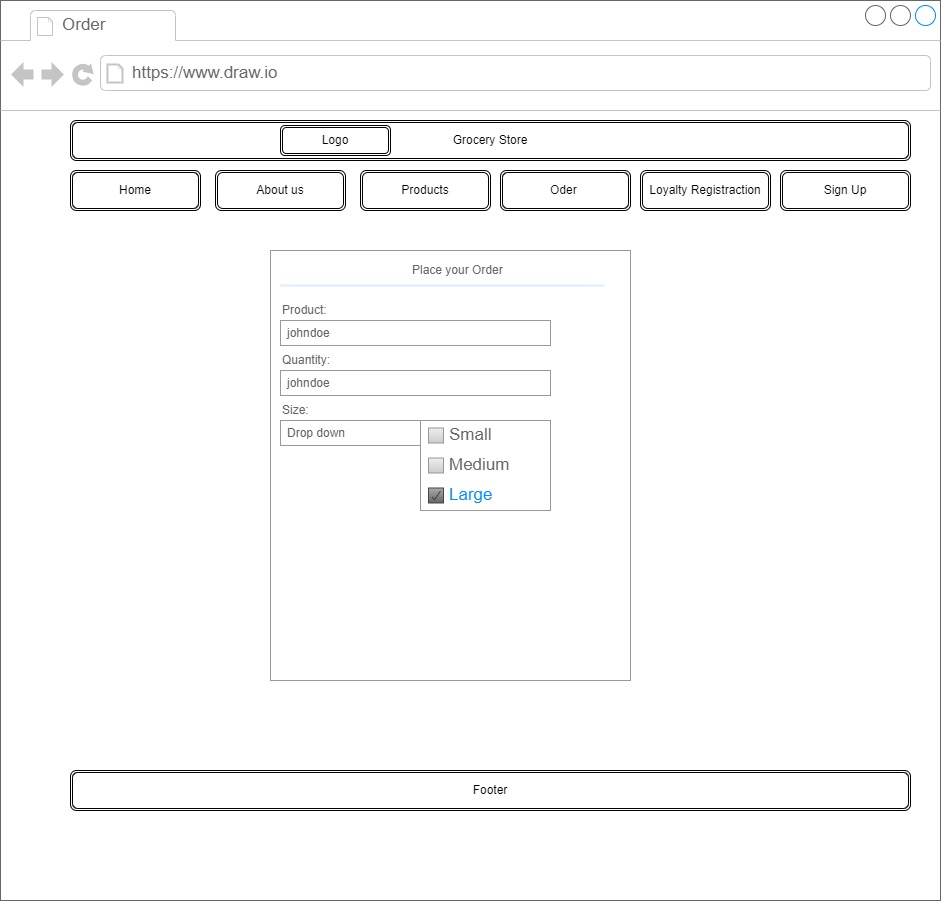 Order
https://www.draw.io
Logo
Grocery Store
Home
About us
Products
Oder
Loyalty Registraction
Sign Up
Place your Order
Product:
johndoe
Quantity:
johndoe
Size:
Drop down
Small
Medium
Large
Footer